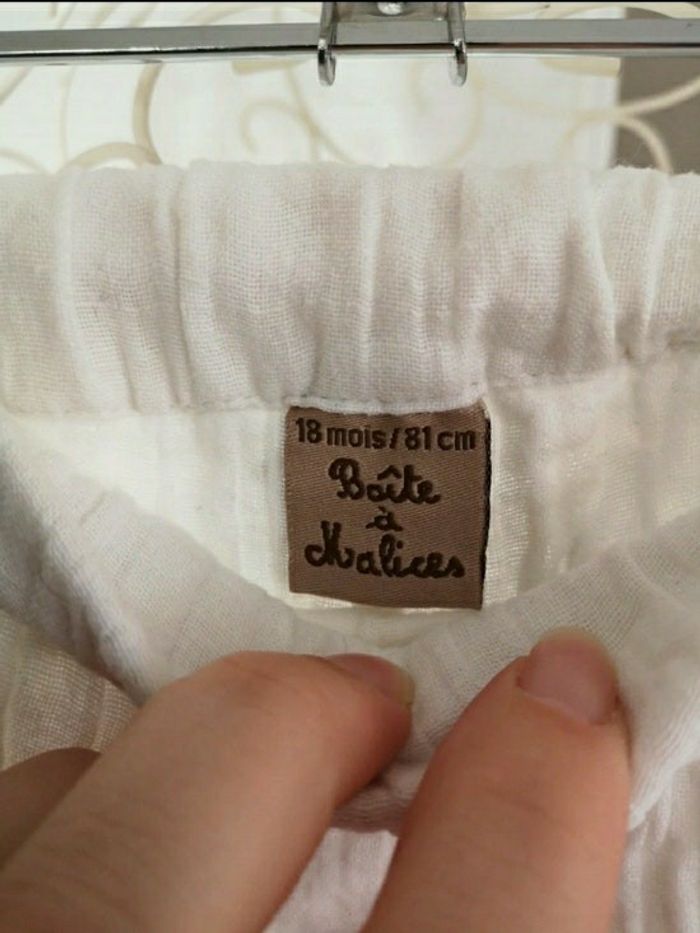 18 mois / 81 cm
Boîte
à
Malices